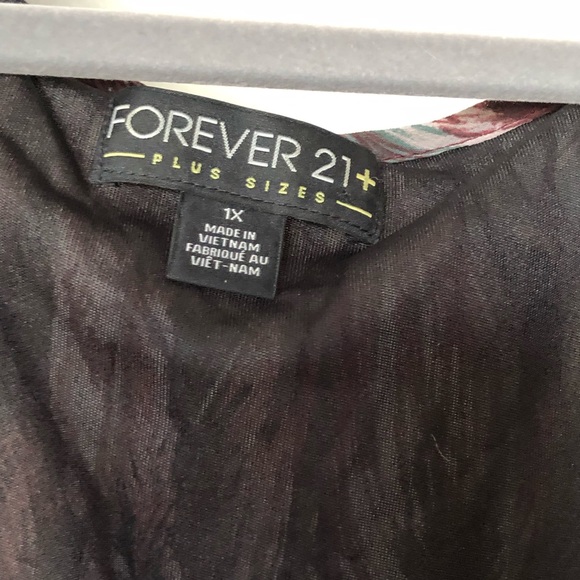 FOREVER 21+
PLUS SIZES
1X
MADE IN
VIETNAM
FABRIQUÉ AU
VIÊT-NAM